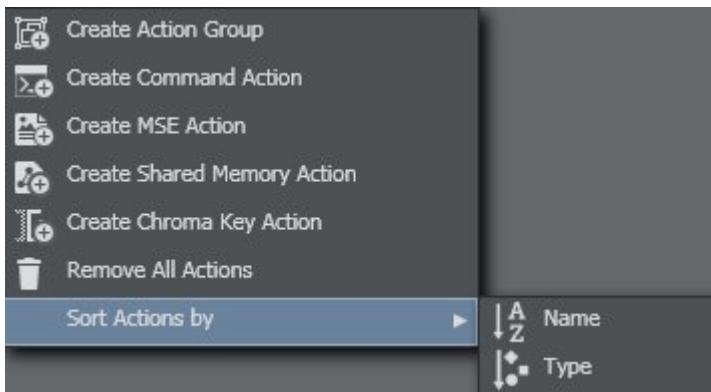 Create Action Group
Create Command Action
Create MSE Action
Create Shared Memory Action
Create Chroma Key Action
Remove All Actions
Sort Actions by
Name
Type